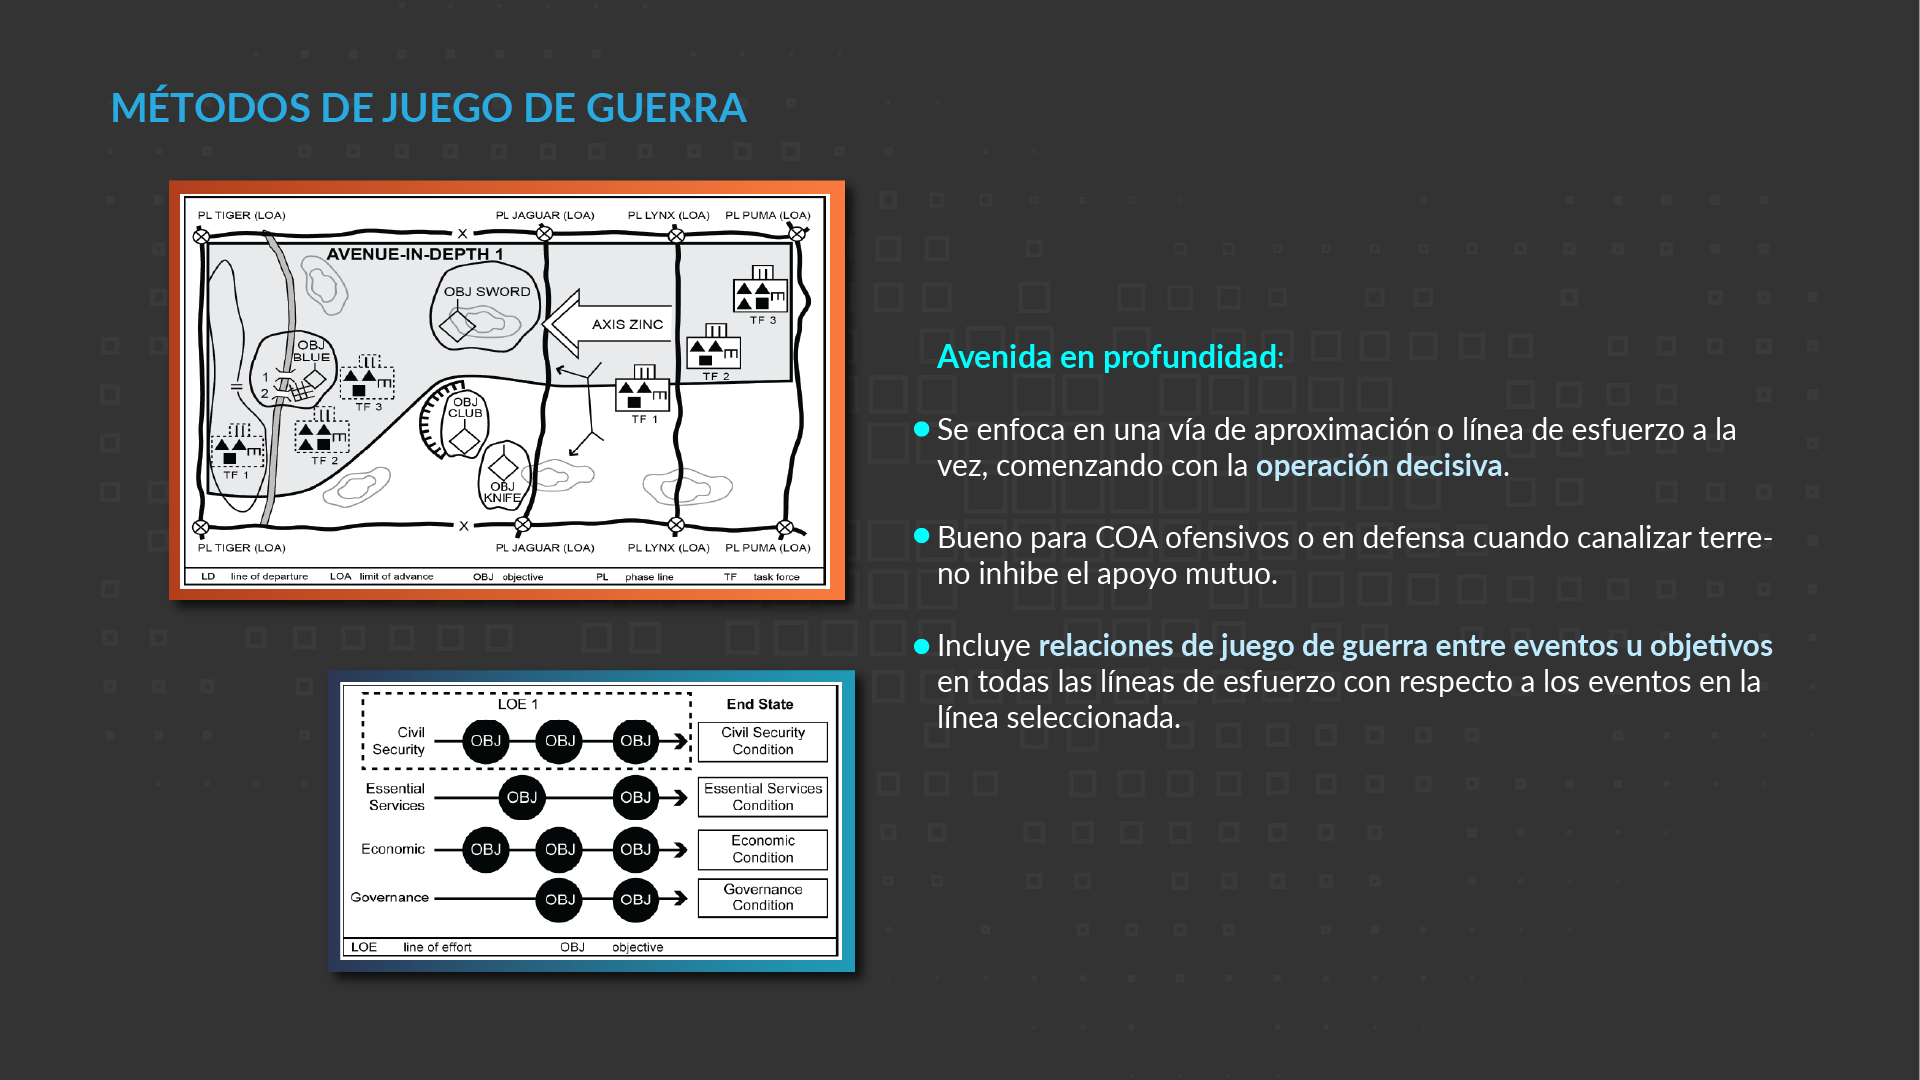 MÉTODOS DE JUEGO DE GUERRA
PL TIGER (LOA) PL JAGUAR (LOA) PL LYNX (LOA) PL PUMA (LOA)
X
AVENUE-IN-DEPTH 1
OBJ SWORD
AXIS ZINC
TF 3
TF 2
TF 1
OBJ
BLUE
1
2
TF 3
TF 2
TF 1
OBJ
CLUB
OBJ
KNIFE
X
PL TIGER (LOA) PL JAGUAR (LOA) PL LYNX (LOA) PL PUMA (LOA)
LD line of departure LOA limit of advance OBJ objective PL phase line TF task force
Avenida en profundidad:
Se enfoca en una vía de aproximación o línea de esfuerzo a la
vez, comenzando con la operación decisiva.
Bueno para COA ofensivos o en defensa cuando canalizar terre-
no inhibe el apoyo mutuo.
Incluye relaciones de juego de guerra entre eventos u objetivos
en todas las líneas de esfuerzo con respecto a los eventos en la
línea seleccionada.
LOE 1 End State
Civil
Security
OBJ OBJ OBJ
Civil Security
Condition
Essential
Services
OBJ OBJ
Essential Services
Condition
Economic
OBJ OBJ OBJ
Economic
Condition
Governance
OBJ OBJ
Governance
Condition
LOE line of effort OBJ objective